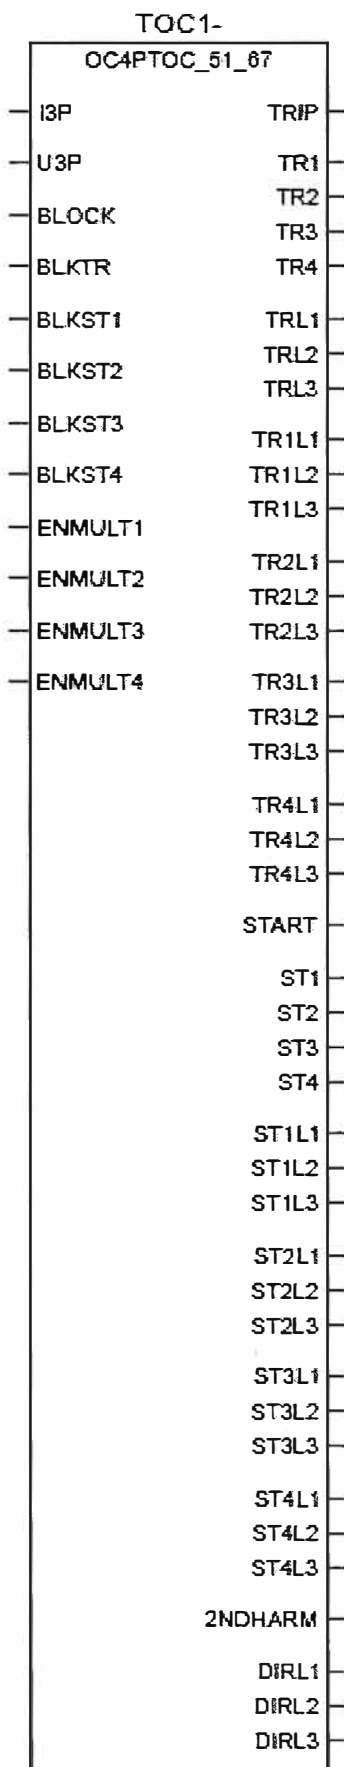 TOC1-
OC4PTOC_51_67
I3P
TRIP
U3P
TR1
TR2
BLOCK
TR3
BLKTR
TR4
BLKST1
TRL1
TRL2
BLKST2
TRL3
BLKST3
TR1L1
BLKST4
TR1L2
TR1L3
ENMULT1
TR2L1
ENMULT2
TR2L2
ENMULT3
TR2L3
ENMULT4
TR3L1
TR3L2
TR3L3
TR4L1
TR4L2
TR4L3
START
ST1
ST2
ST3
ST4
ST1L1
ST1L2
ST1L3
ST2L1
ST2L2
ST2L3
ST3L1
ST3L2
ST3L3
ST4L1
ST4L2
ST4L3
2NDHARM
DIRL1
DIRL2
DIRL3